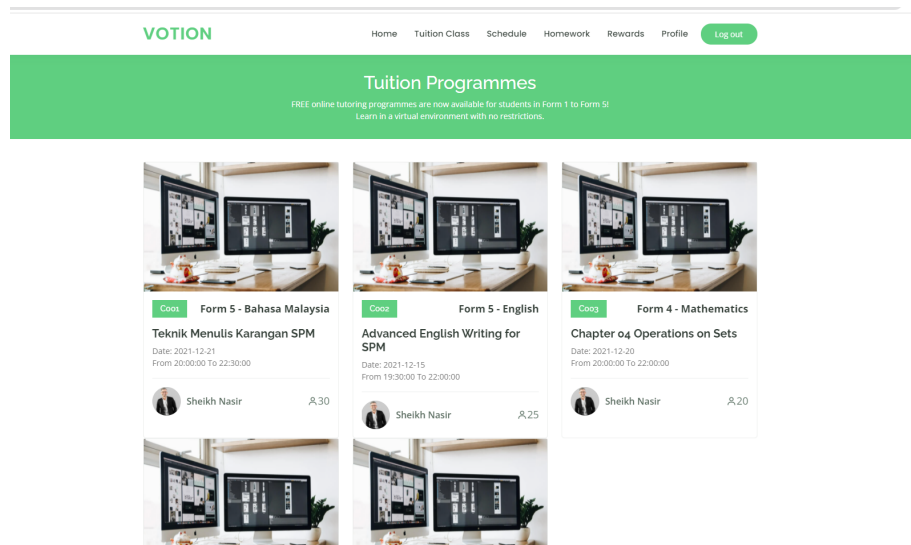 VOTION
Home Tuition Class Schedule Homework Rewards Profile Log out
Tuition Programmes
FREE online tutoring programmes are now available for students in Form 1 to Form 5!
Learn in a virtual environment with no restrictions.
C001 Form 5 - Bahasa Malaysia
Teknik Menulis Karangan SPM
Date: 2021-12-21
From 20:00:00 To 22:30:00
Sheikh Nasir 30
C002 Form 5 - English
Advanced English Writing for
SPM
Date: 2021-12-15
From 19:30:00 To 22:00:00
Sheikh Nasir 25
C003 Form 4 - Mathematics
Chapter 04 Operations on Sets
Date: 2021-12-20
From 20:00:00 To 22:00:00
Sheikh Nasir 20